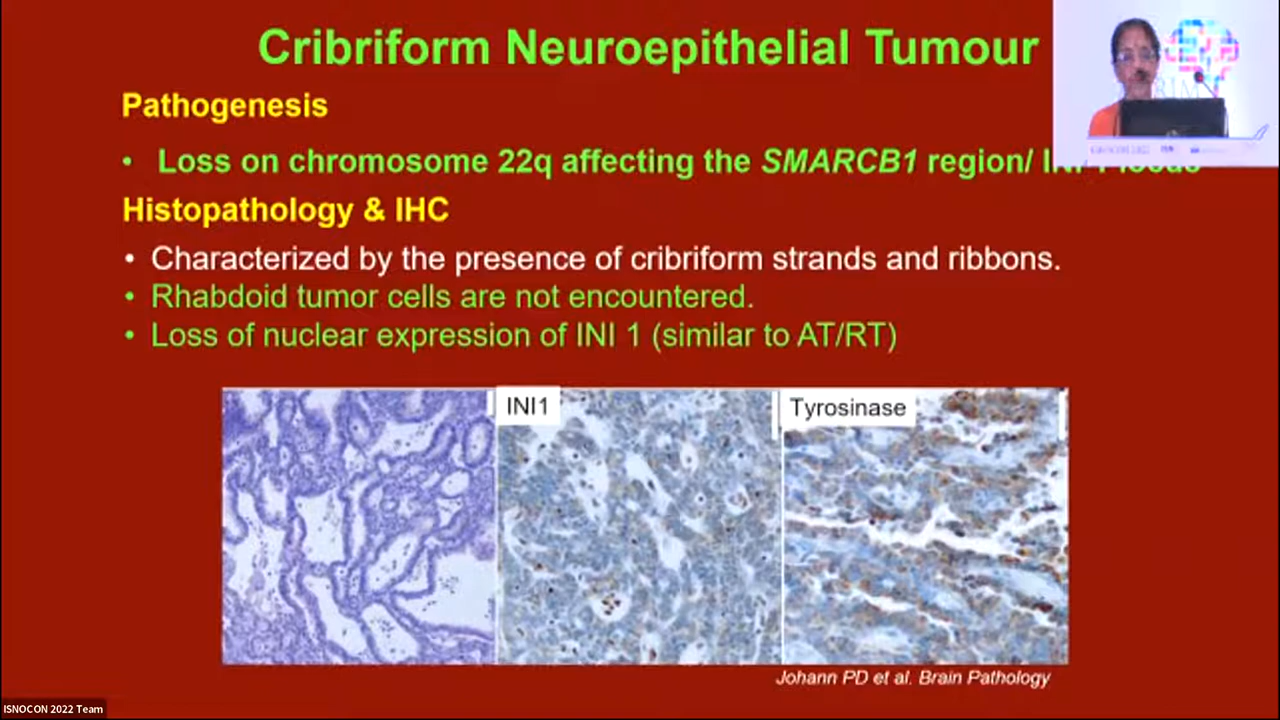 Cribriform Neuroepithelial Tumour
Pathogenesis
• Loss on chromosome 22q affecting the SMARCB1 region/
Histopathology & IHC
• Characterized by the presence of cribriform strands and ribbons.
• Rhabdoid tumor cells are not encountered.
• Loss of nuclear expression of INI 1 (similar to AT/RT)
INI1
Tyrosinase
Johann PD et al. Brain Pathology
ISNOCON 2022 Team